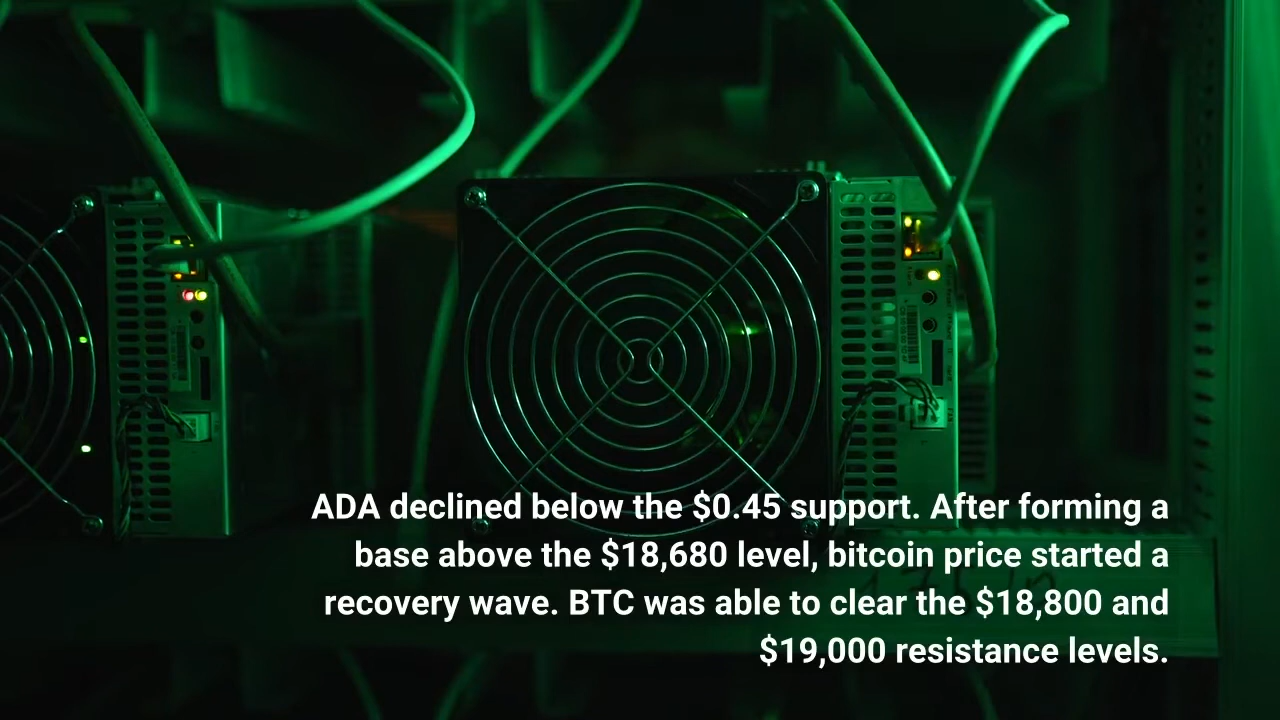 ADA declined below the $0.45 support. After forming a
base above the $18,680 level, bitcoin price started a
recovery wave. BTC was able to clear the $18,800 and
$19,000 resistance levels.